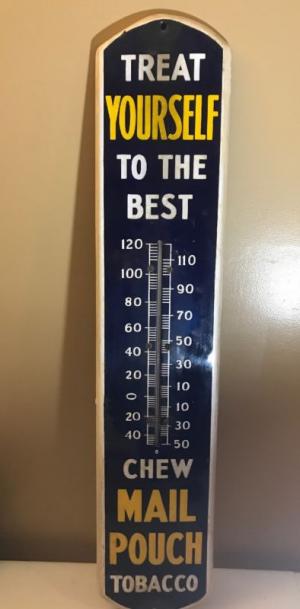 TREAT
YOURSELF
TO THE
BEST
120
110
100
90
80
70
60
50
40
30
20
10
0
10
20
30
40
50
CHEW
MAIL
POUCH
TOBACCO